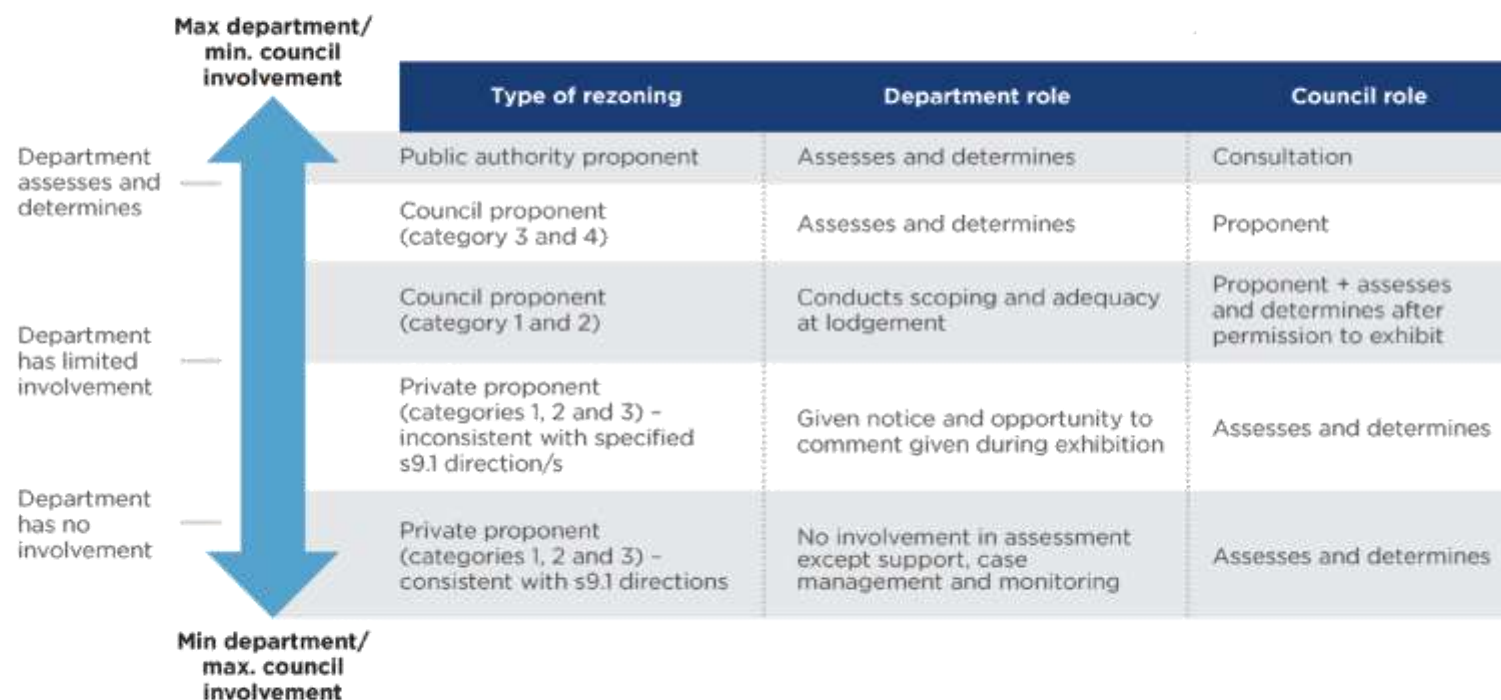 Max department/
min. council
involvement
Type of rezoning
Department role
Council role
Department
assesses and
determines
Public authority proponent
Assesses and determines
Consultation
Council proponent
(category 3 and 4)
Assesses and determines
Proponent
Department
has limited
involvement
Council proponent
(category 1 and 2)
Conducts scoping and adequacy
at lodgement
Proponent + assesses
and determines after
permission to exhibit
Private proponent
(categories 1, 2 and 3) –
inconsistent with specified
s9.1 direction/s
Given notice and opportunity to
comment given during exhibition
Assesses and determines
Department
has no
involvement
Private proponent
(categories 1, 2 and 3) –
consistent with s9.1 directions
No involvement in assessment
except support, case
management and monitoring
Assesses and determines
Min department/
max. council
involvement